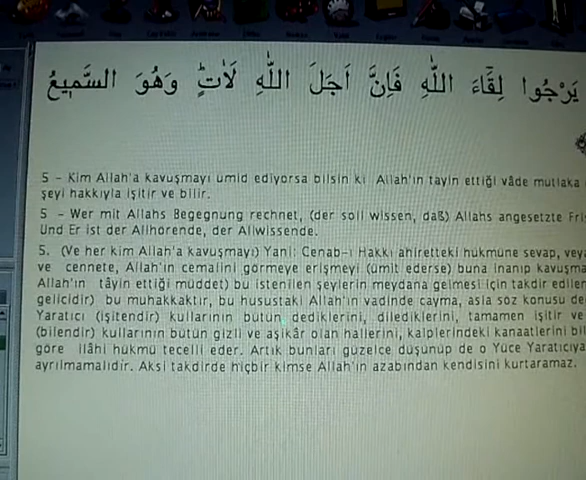 يَرْجُوا لِقَٓاءَ اللّٰهِ فَاِنَّ اَجَلَ اللّٰهِ لَاٰتٍؕ وَهُوَ السَّم۪يعُ
5 - Kim Allah'a kavuşmayı ümid ediyorsa bilsin ki Allah'ın tayin ettiği vâde mutlaka
şeyi hakkıyla işitir ve bilir.
5 - Wer mit Allahs Begegnung rechnet, (der soll wissen, daß) Allahs angesetzte Fri
Und Er ist der Allhörende, der Allwissende.
5. (Ve her kim Allah'a kavuşmayı) Yani: Cenab-ı Hakkı ahiretteki hükmüne sevap, vey
ve cennete, Allah'ın cemalini görmeye erişmeyi (ümit ederse) buna inanıp kavuşma
Allah'ın tâyin ettiği müddet) bu istenilen şeylerin meydana gelmesi için takdir edilen
gelicidir) bu muhakkaktır, bu husustaki Allah'ın vadinde cayma, asla söz konusu de
Yaratıcı (işitendir) kullarının bütün dediklerini, dilediklerini, tamamen işitir ve
(bilendir) kullarının bütün gizli ve aşikâr olan hallerini, kalplerindeki kanaatlerini bil
göre ilâhi hükmü tecelli eder. Artık bunları güzelce düşünüp de o Yüce Yaratıcıya
ayrılmamalıdır. Aksi takdirde hiçbir kimse Allah'ın azabından kendisini kurtaramaz.